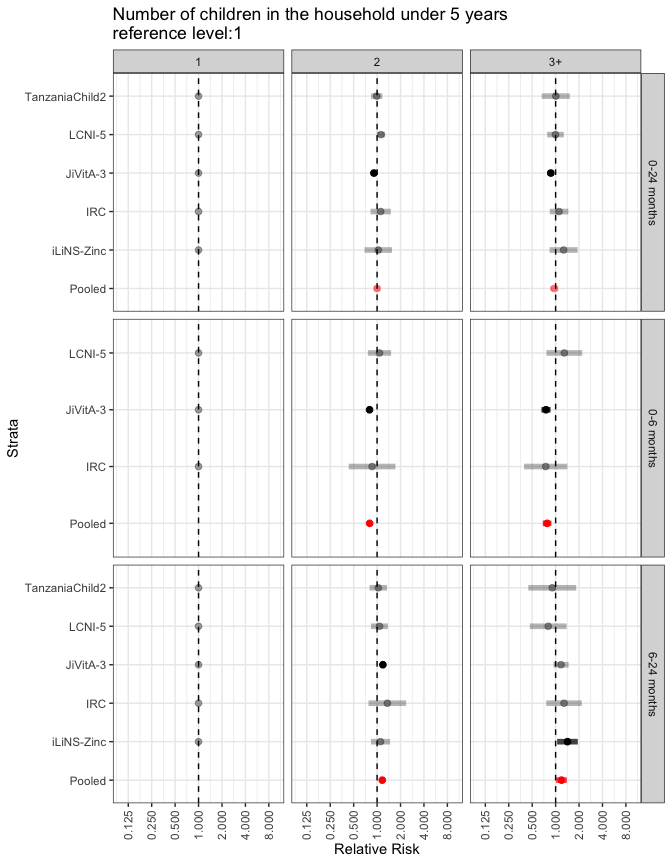 Number of children in the household under 5 years
reference level:1
1 2 3+
TanzaniaChild2
LCNI-5
JiVitA-3
IRC
iLiNS-Zinc
Pooled
0-24 months
LCNI-5
JiVitA-3
IRC
Pooled
0-6 months
TanzaniaChild2
LCNI-5
JiVitA-3
IRC
iLiNS-Zinc
Pooled
6-24 months
Strata
0.125 0.250 0.500 1.000 2.000 4.000 8.000 0.125 0.250 0.500 1.000 2.000 4.000 8.000 0.125 0.250 0.500 1.000 2.000 4.000 8.000
Relative Risk